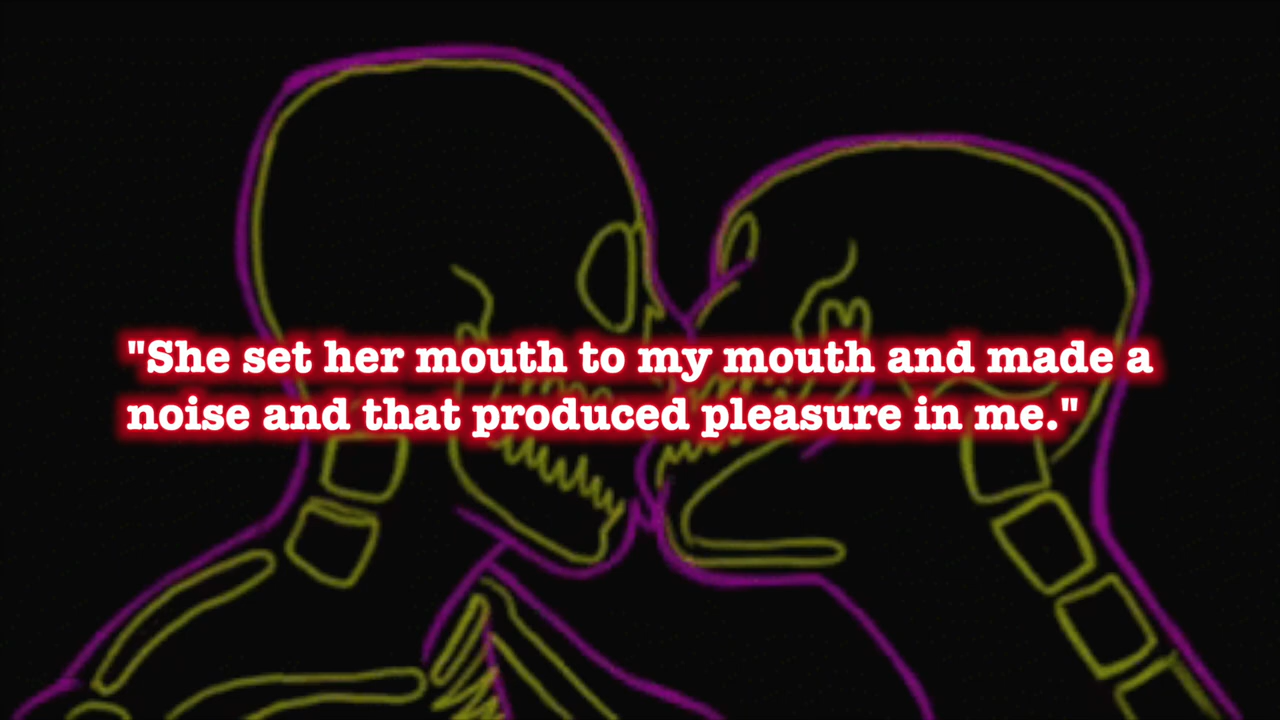 "She set her mouth to my mouth and made a
noise and that produced pleasure in me."